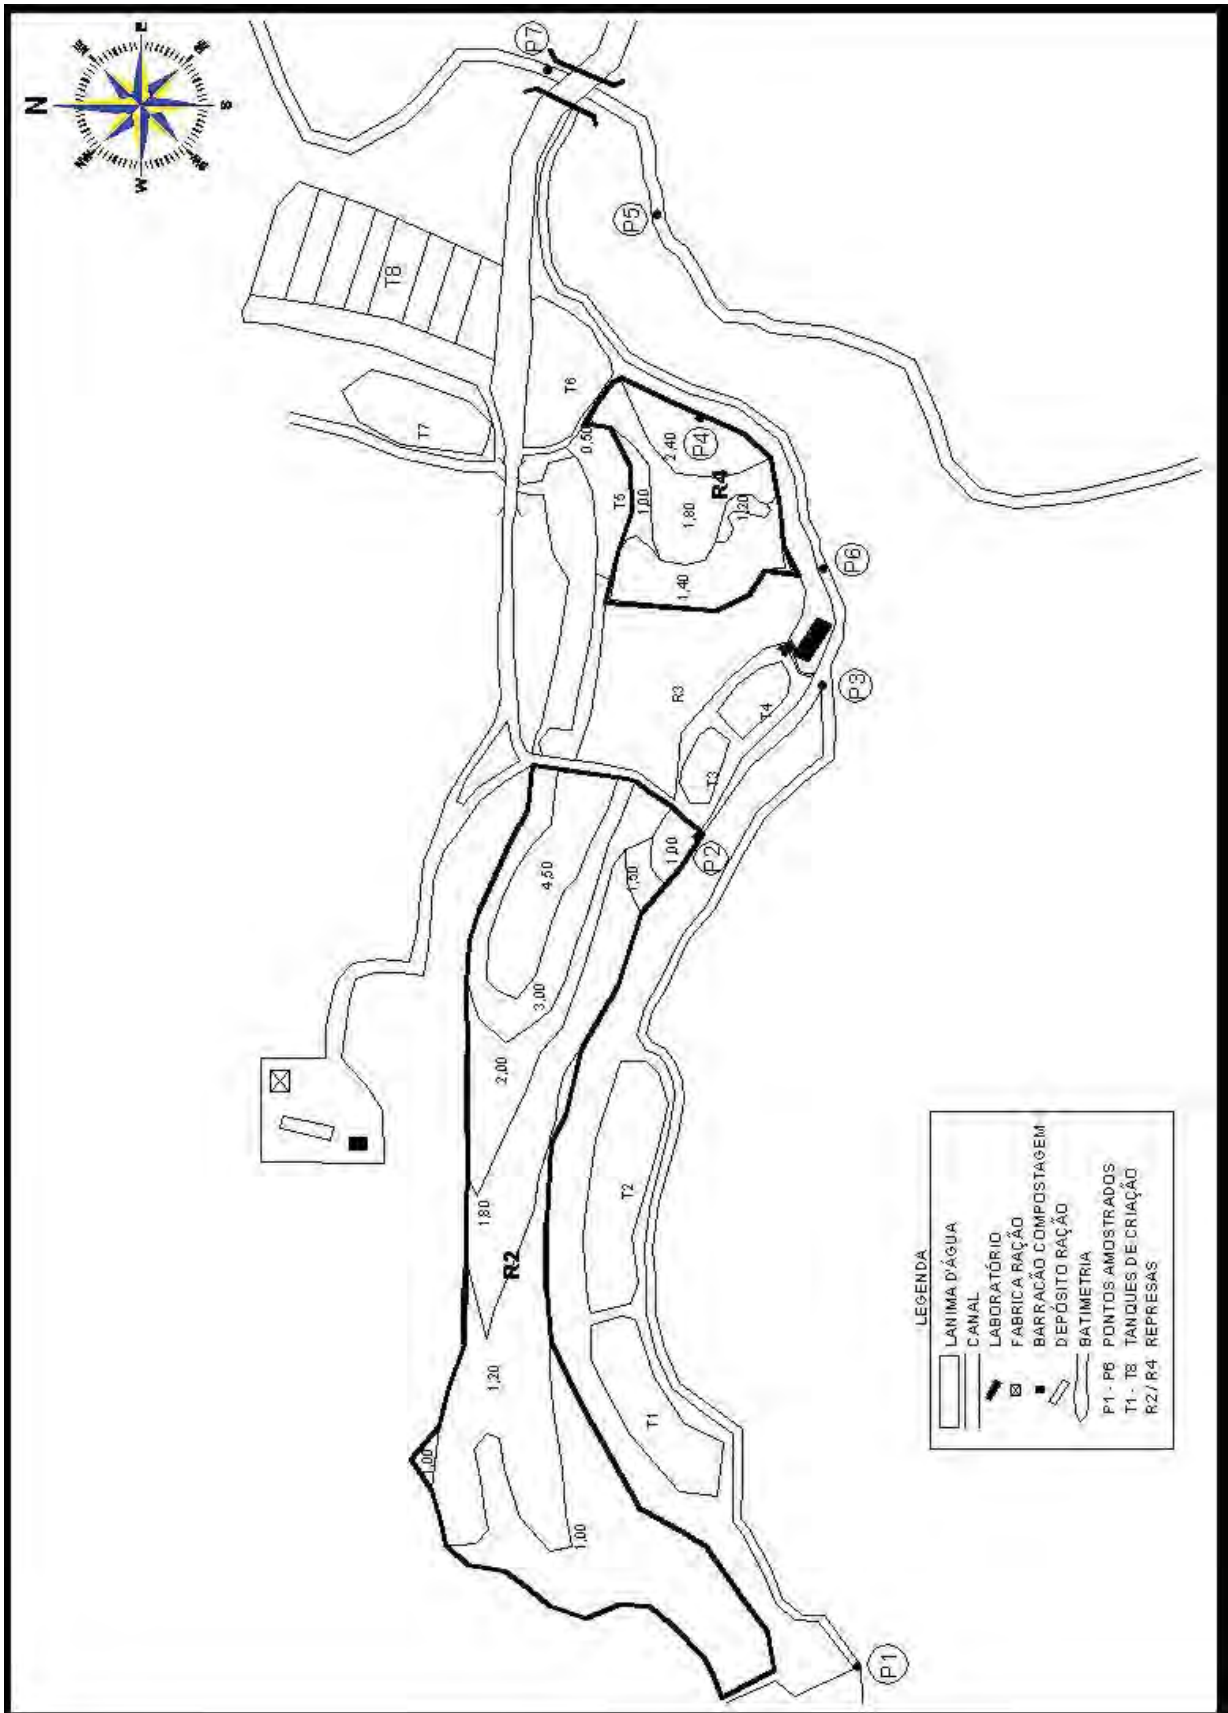 N
E
S
W
P7
P5
T8
T7
T6
0,50
2,40
P4
R4
T5
1,00
1,80
1,20
1,40
P6
R3
T4
P3
T3
1,00
P2
1,50
4,50
3,00
2,00
1,80
R2
T2
1,20
T1
1,00
1,00
P1
LEGENDA
LANIMA D'ÁGUA
CANAL
LABORATÓRIO
FABRICA RAÇÃO
BARRACÃO COMPOSTAGEM
DEPÓSITO RAÇÃO
BATIMETRIA
P1 - P6 PONTOS AMOSTRADOS
T1 - T8 TANQUES DE CRIAÇÃO
R2 / R4 REPRESAS